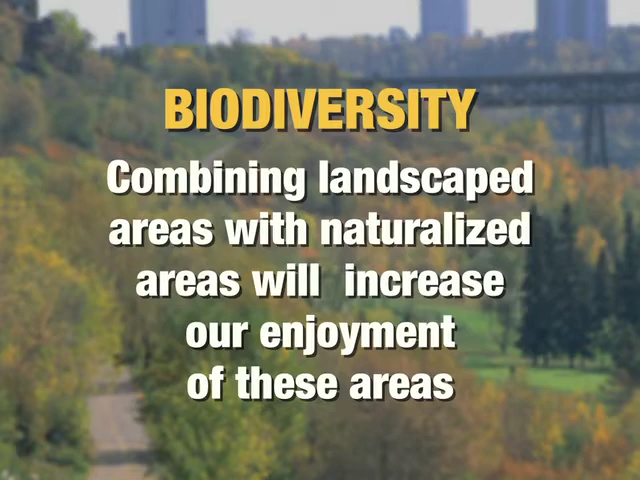 BIODIVERSITY
Combining landscaped
areas with naturalized
areas will  increase
our enjoyment
of these areas